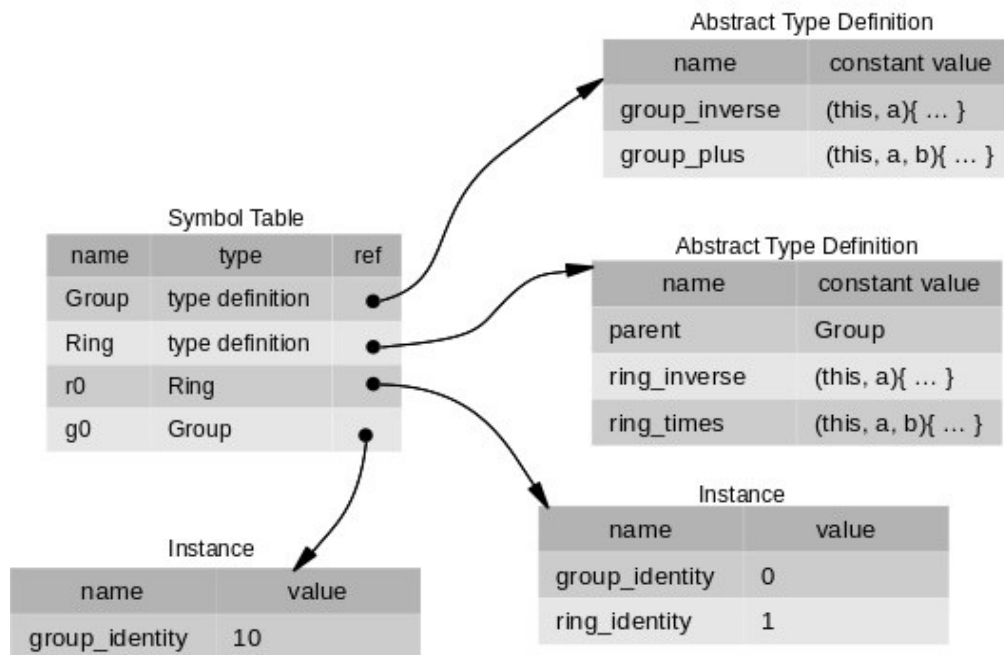 Abstract Type Definition
name constant value
group_inverse (this, a){ ... }
group_plus (this, a, b){ ... }
Symbol Table
name type ref
Group type definition
Ring type definition
r0 Ring
g0 Group
Abstract Type Definition
name constant value
parent Group
ring_inverse (this, a){ ... }
ring_times (this, a, b){ ... }
Instance
name value
group_identity 10
Instance
name value
group_identity 0
ring_identity 1